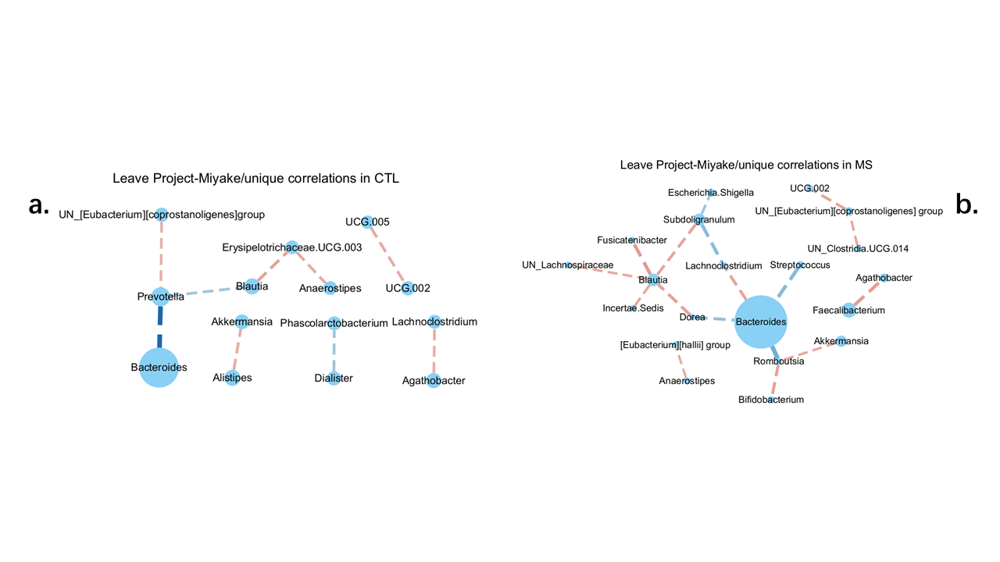 Leave Project-Miyake/unique correlations in CTL
a.
UN_[Eubacterium][coprostanoligenes]group
UCG.005
Erysipelotrichaceae.UCG.003
Prevotella
Blautia
Anaerostipes
UCG.002
Akkermansia
Phascolarctobacterium
Lachnoclostridium
Bacteroides
Alistipes
Dialister
Agathobacter
Leave Project-Miyake/unique correlations in MS
b.
Escherichia.Shigella
UCG.002
Subdoligranulum
UN_[Eubacterium][coprostanoligenes] group
Fusicatenibacter
UN_Clostridia.UCG.014
UN_Lachnospiraceae
Lachnoclostridium
Streptococcus
Blautia
Agathobacter
Incertae.Sedis
Faecalibacterium
Dorea
Bacteroides
[Eubacterium][hallii] group
Akkermansia
Romboutsia
Anaerostipes
Bifidobacterium